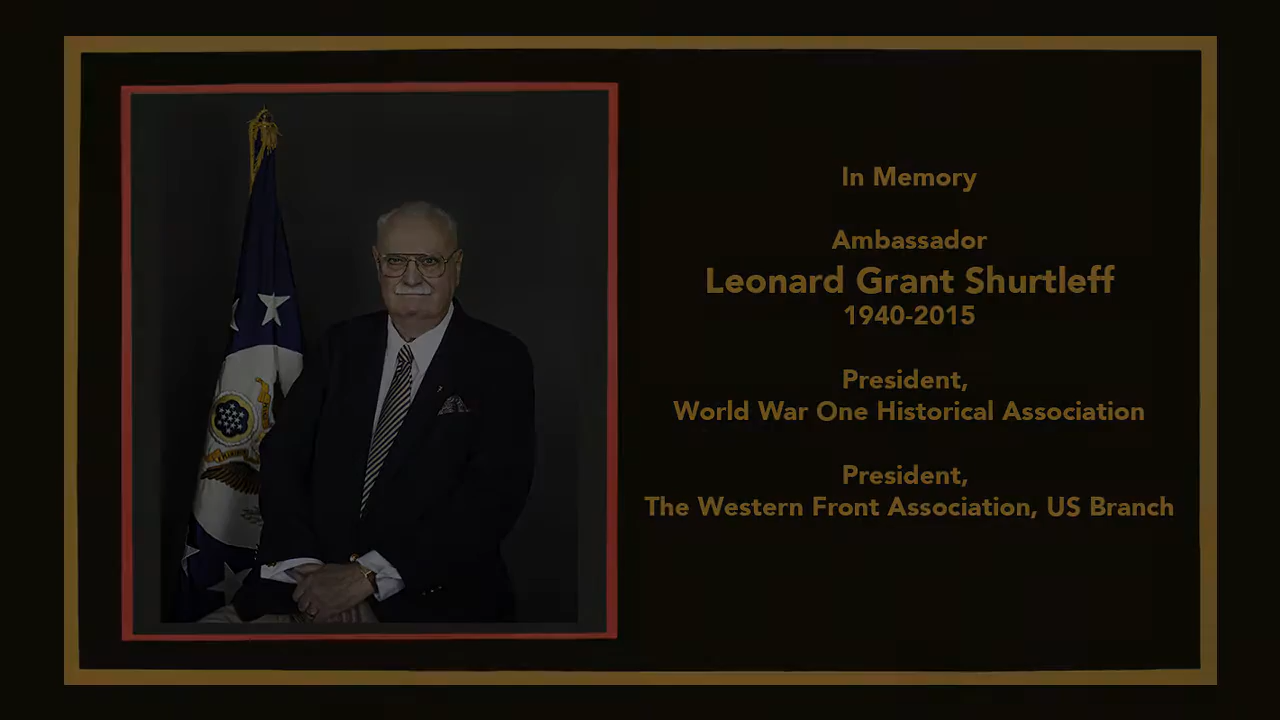 In Memory
Ambassador
Leonard Grant Shurtleff
1940-2015
President,
World War One Historical Association
President,
The Western Front Association, US Branch